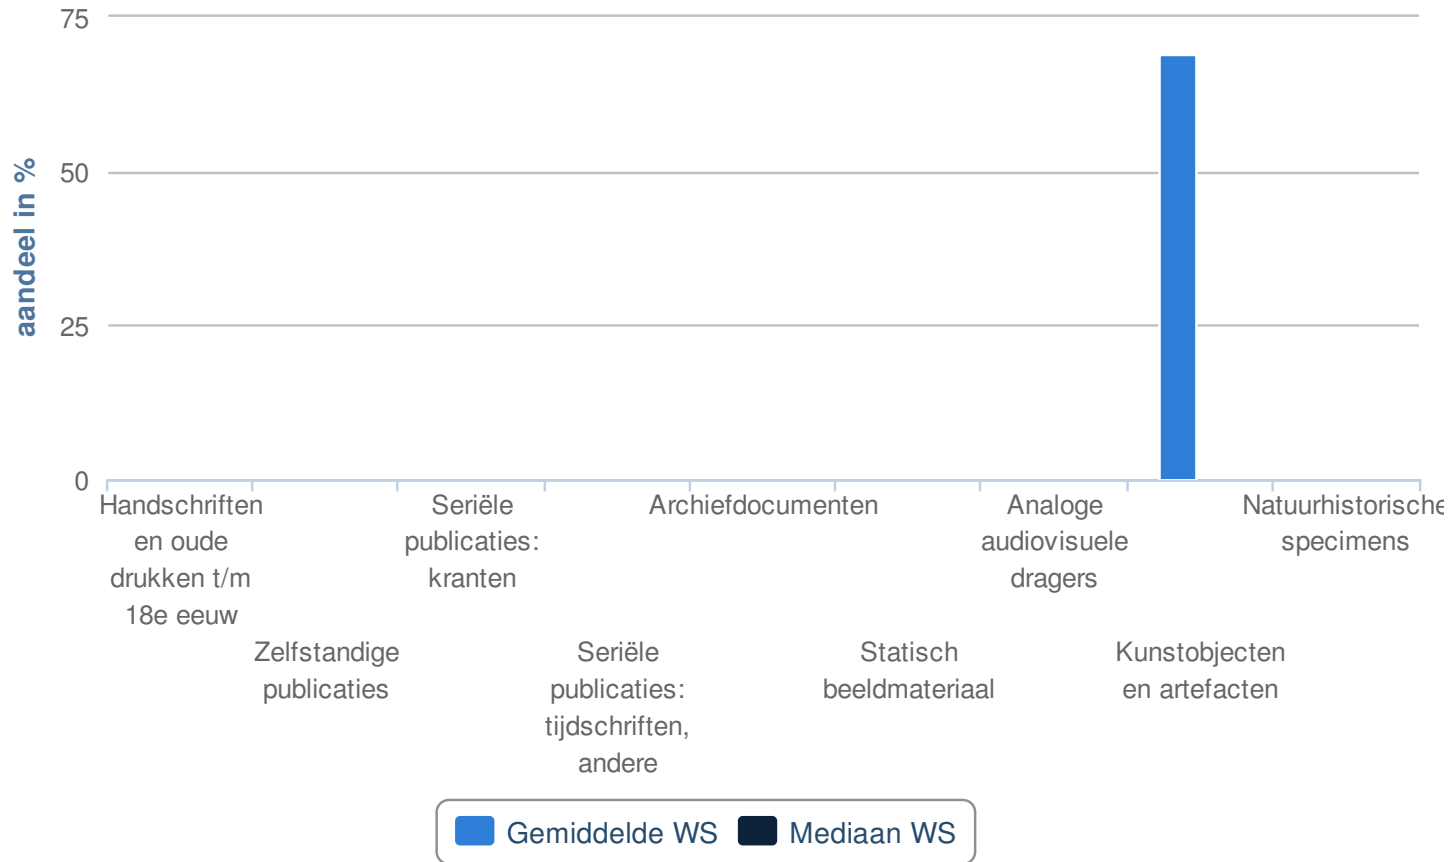 75
50
25
0
aandeel in %
Handschriften
en oude
drukken t/m
18e eeuw
Zelfstandige
publicaties
Seriële
publicaties:
kranten
Seriële
publicaties:
tijdschriften,
andere
Archiefdocumenten
Statisch
beeldmateriaal
Analoge
audiovisuele
dragers
Kunstobjecten
en artefacten
Natuurhistorische
specimens
Gemiddelde WS
Mediaan WS